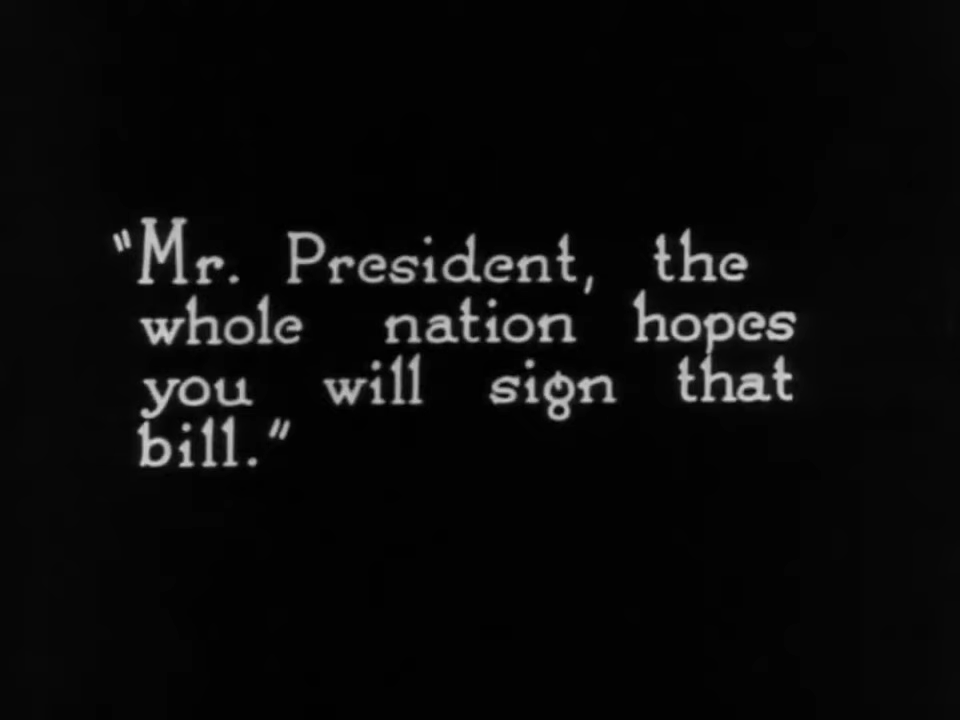 "Mr. President, the
whole nation hopes
you will sign that
bill."